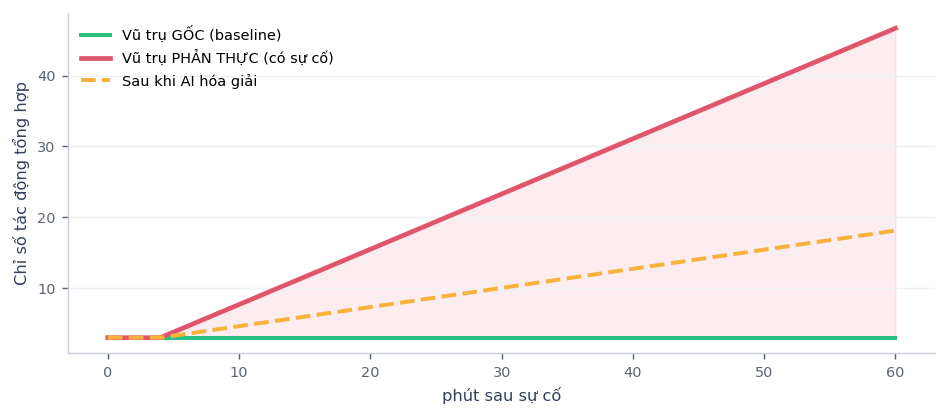 Vũ trụ GỐC (baseline)
Vũ trụ PHẢN THỰC (có sự cố)
Sau khi AI hóa giải
Chỉ số tác động tổng hợp
40
30
20
10
0 10 20 30 40 50 60
phút sau sự cố